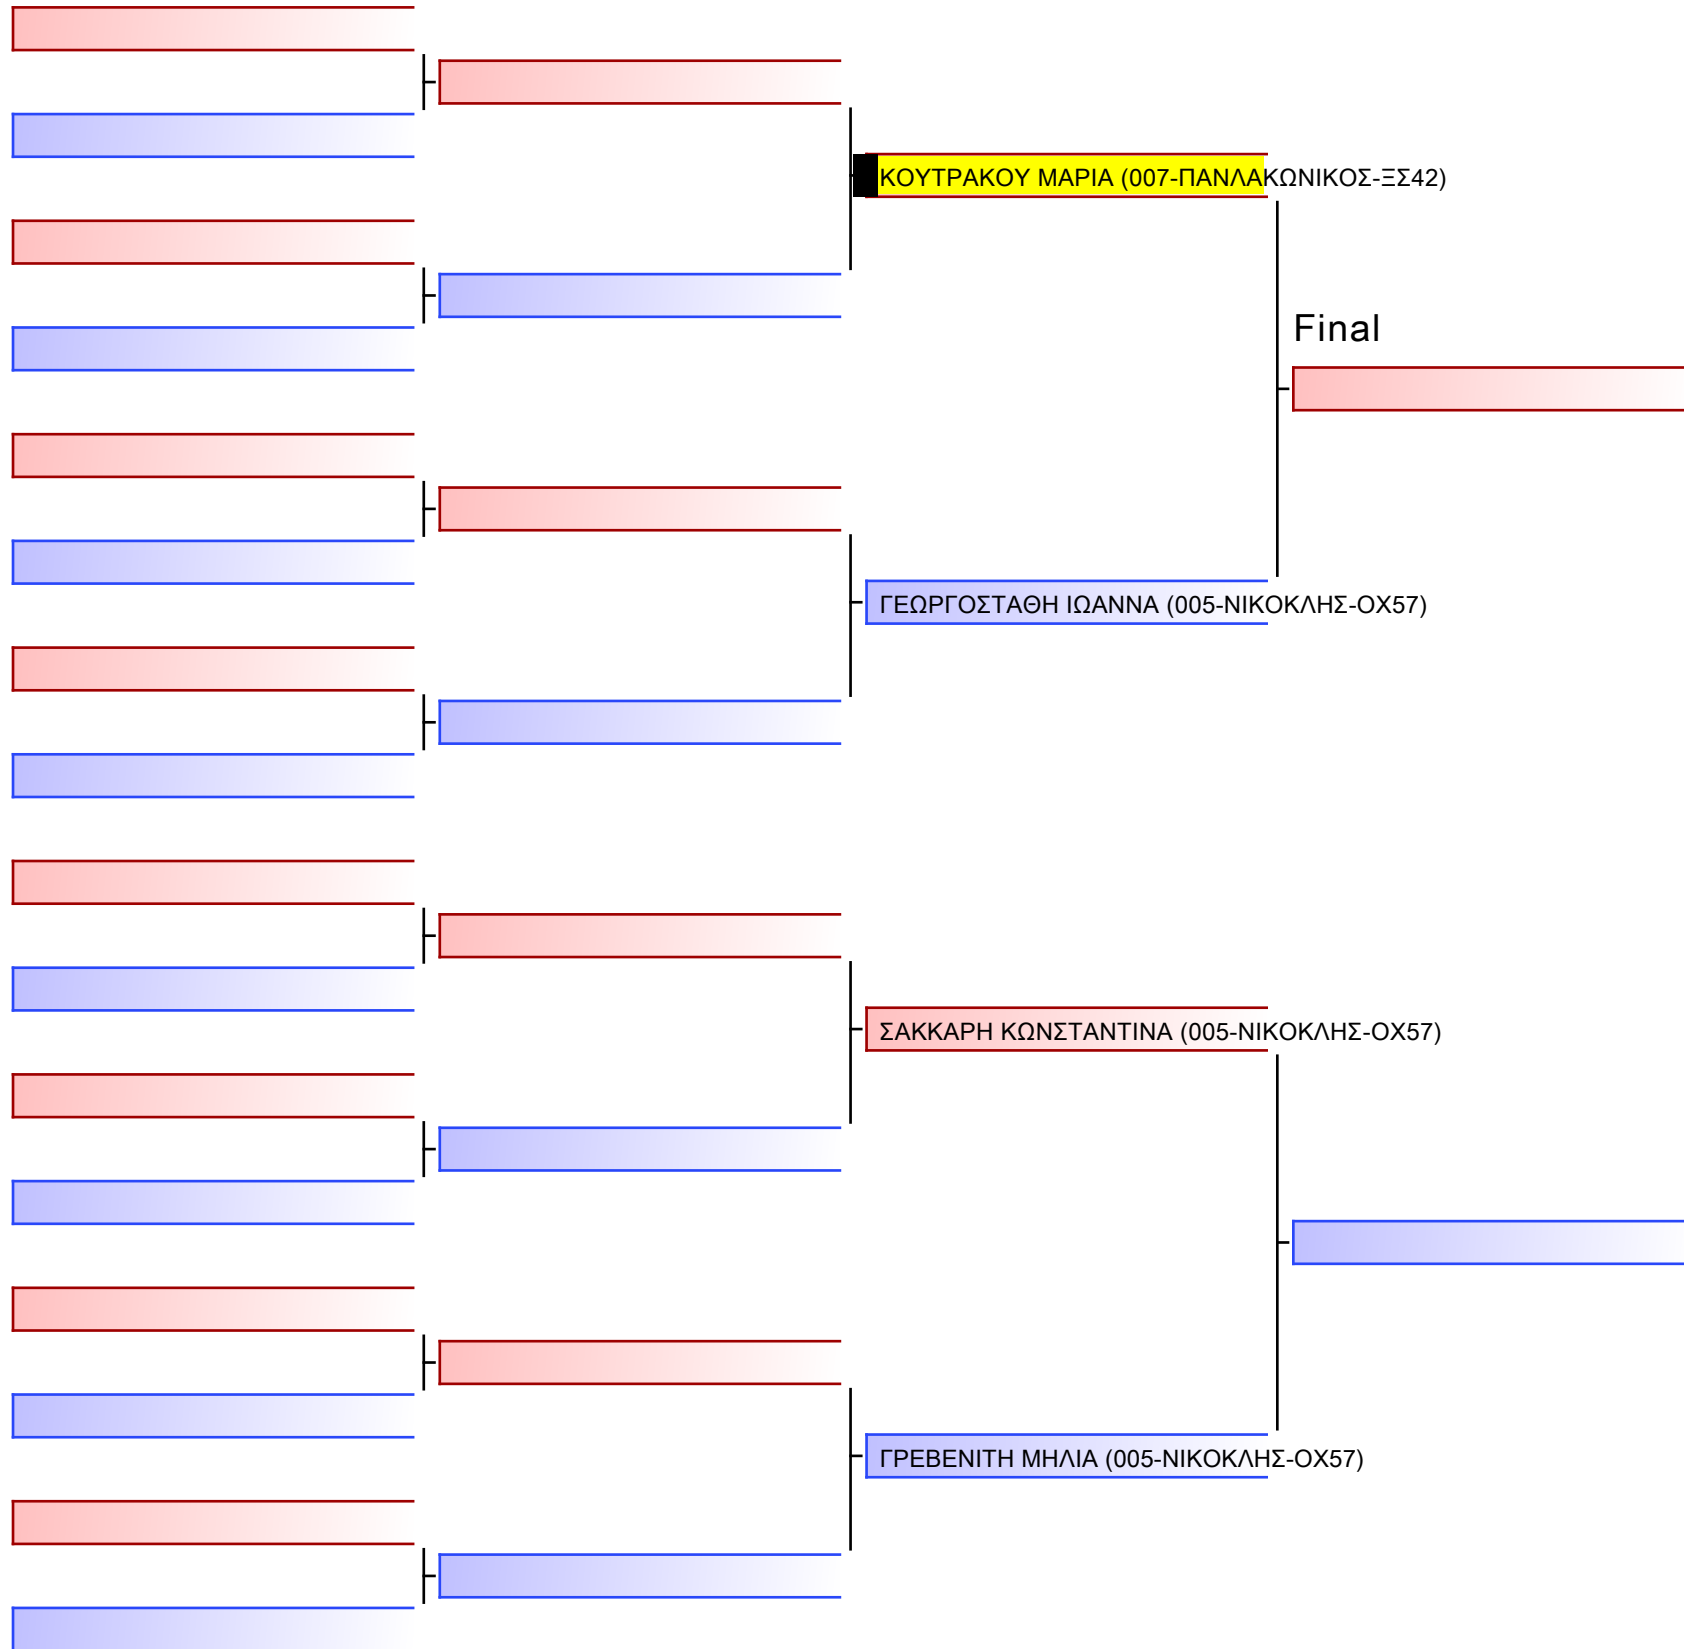 ΚΟΥΤΡΑΚΟΥ ΜΑΡΙΑ (007-ΠΑΝΛΑΚΩΝΙΚΟΣ-ΞΣ42)
Final
ΓΕΩΡΓΟΣΤΑΘΗ ΙΩΑΝΝΑ (005-ΝΙΚΟΚΛΗΣ-ΟΧ57)
ΣΑΚΚΑΡΗ ΚΩΝΣΤΑΝΤΙΝΑ (005-ΝΙΚΟΚΛΗΣ-ΟΧ57)
ΓΡΕΒΕΝΙΤΗ ΜΗΛΙΑ (005-ΝΙΚΟΚΛΗΣ-ΟΧ57)